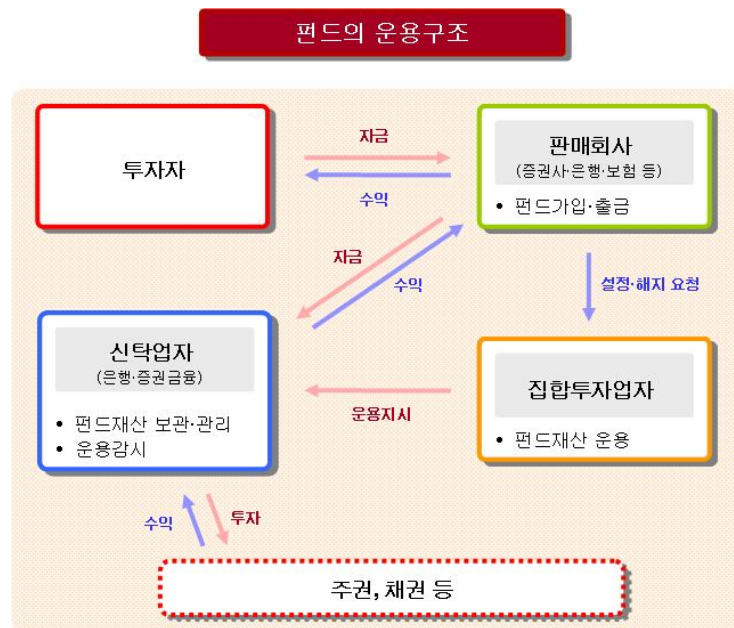 펀드의 운용구조
투자자
자금
수익
판매회사
(증권사·은행·보험 등)
• 펀드가입·출금
자금
수익
설정·해지 요청
신탁업자
(은행·증권금융)
• 펀드재산 보관·관리
• 운용감시
운용지시
집합투자업자
• 펀드재산 운용
수익
투자
주권, 채권 등